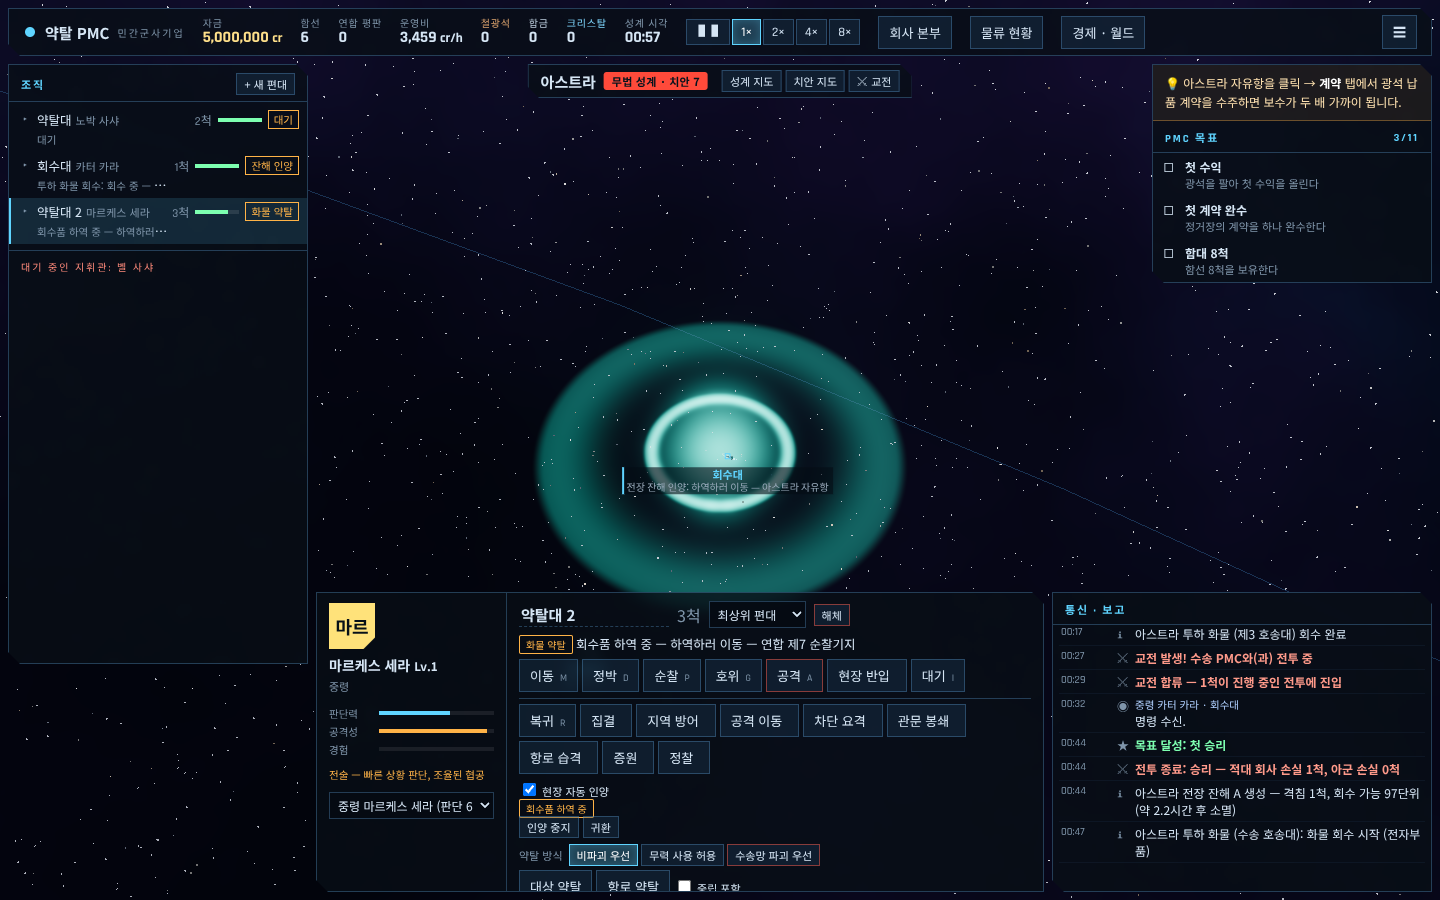 약탈 PMC 민간군사기업
자금 5,000,000 cr
함선 6
연합 평판 0
운영비 3,459 cr/h
철광석 0
합금 0
크리스탈 0
성계 시각 00:57
1× 2× 4× 8×
회사 본부
물류 현황
경제 · 월드
조직
+ 새 편대
약탈대 노박 사샤 2척 대기
대기
회수대 카터 카라 1척 잔해 인양
투하 화물 회수: 회수 중 — ···
약탈대 2 마르케스 세라 3척 화물 약탈
회수품 하역 중 — 하역하러···
대기 중인 지휘관: 벨 사샤
아스트라 무법 성계 · 치안 7 성계 지도 치안 지도 ⚔ 교전
💡 아스트라 자유항을 클릭 → 계약 탭에서 광석 납
품 계약을 수주하면 보수가 두 배 가까이 됩니다.
PMC 목표 3/11
첫 수익
광석을 팔아 첫 수익을 올린다
첫 계약 완수
정거장의 계약을 하나 완수한다
함대 8척
함선 8척을 보유한다
회수대
전장 잔해 인양: 하역하러 이동 — 아스트라 자유항
마르
마르케스 세라 Lv.1
중령
판단력
공격성
경험
전술 — 빠른 상황 판단, 조율된 협공
중령 마르케스 세라 (판단 6
약탈대 2 3척 최상위 편대 해체
화물 약탈 회수품 하역 중 — 하역하러 이동 — 연합 제7 순찰기지
이동 M 정박 D 순찰 P 호위 G 공격 A 현장 반입 대기 I
복귀 R 집결 지역 방어 공격 이동 차단 요격 관문 봉쇄
항로 습격 증원 정찰
현장 자동 인양
회수품 하역 중
인양 중지 귀환
약탈 방식 비파괴 우선 무력 사용 허용 수송망 파괴 우선
대상 약탈 항로 약탈 중립 포함
통신 · 보고
00:17 아스트라 투하 화물 (제3 호송대) 회수 완료
00:27 ⚔ 교전 발생! 수송 PMC와(과) 전투 중
00:29 ⚔ 교전 합류 — 1척이 진행 중인 전투에 진입
00:32 ◉ 중령 카터 카라 · 회수대
명령 수신.
00:44 ★ 목표 달성: 첫 승리
00:44 ⚔ 전투 종료: 승리 — 적대 회사 손실 1척, 아군 손실 0척
00:44 아스트라 전장 잔해 A 생성 — 격침 1척, 회수 가능 97단위
(약 2.2시간 후 소멸)
00:47 아스트라 투하 화물 (수송 호송대): 화물 회수 시작 (전자부
품)